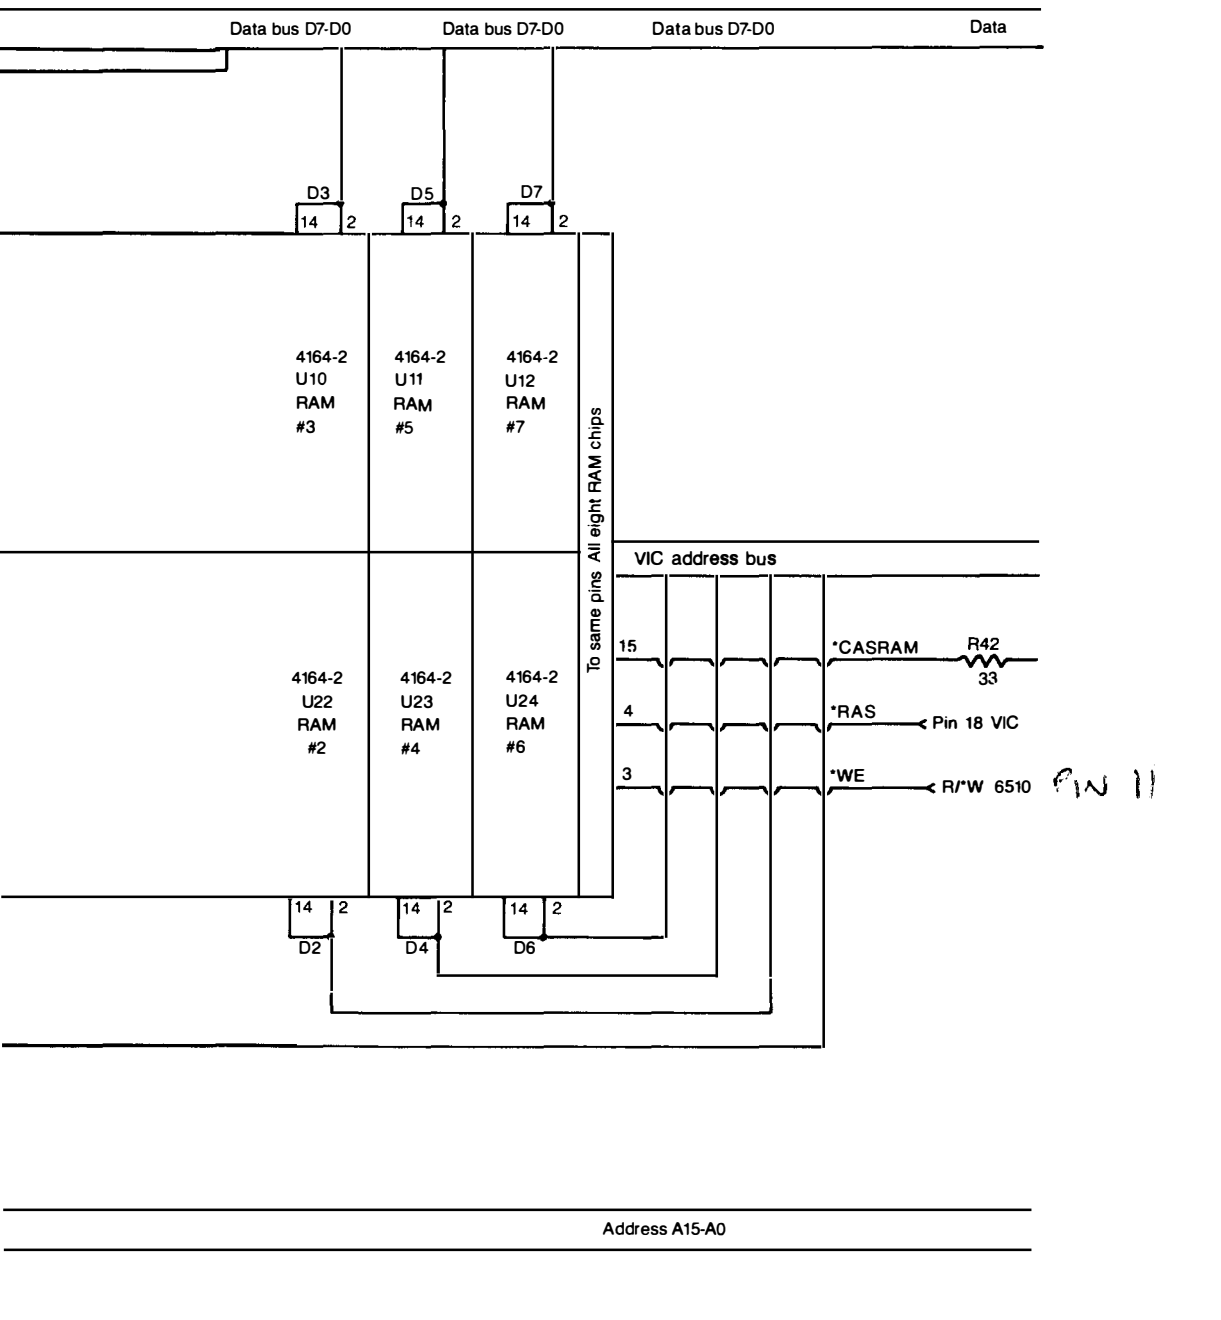 Data bus D7-D0 Data bus D7-D0 Data bus D7-D0 Data
D3 D5 D7
14 2 14 2 14 2
4164-2
U10
RAM
#3
4164-2
U11
RAM
#5
4164-2
U12
RAM
#7
To same pins All eight RAM chips
VIC address bus
15 *CASRAM R42
33
4 *RAS Pin 18 VIC
3 *WE R/*W 6510 PIN 11
4164-2
U22
RAM
#2
4164-2
U23
RAM
#4
4164-2
U24
RAM
#6
14 2 14 2 14 2
D2 D4 D6
Address A15-A0